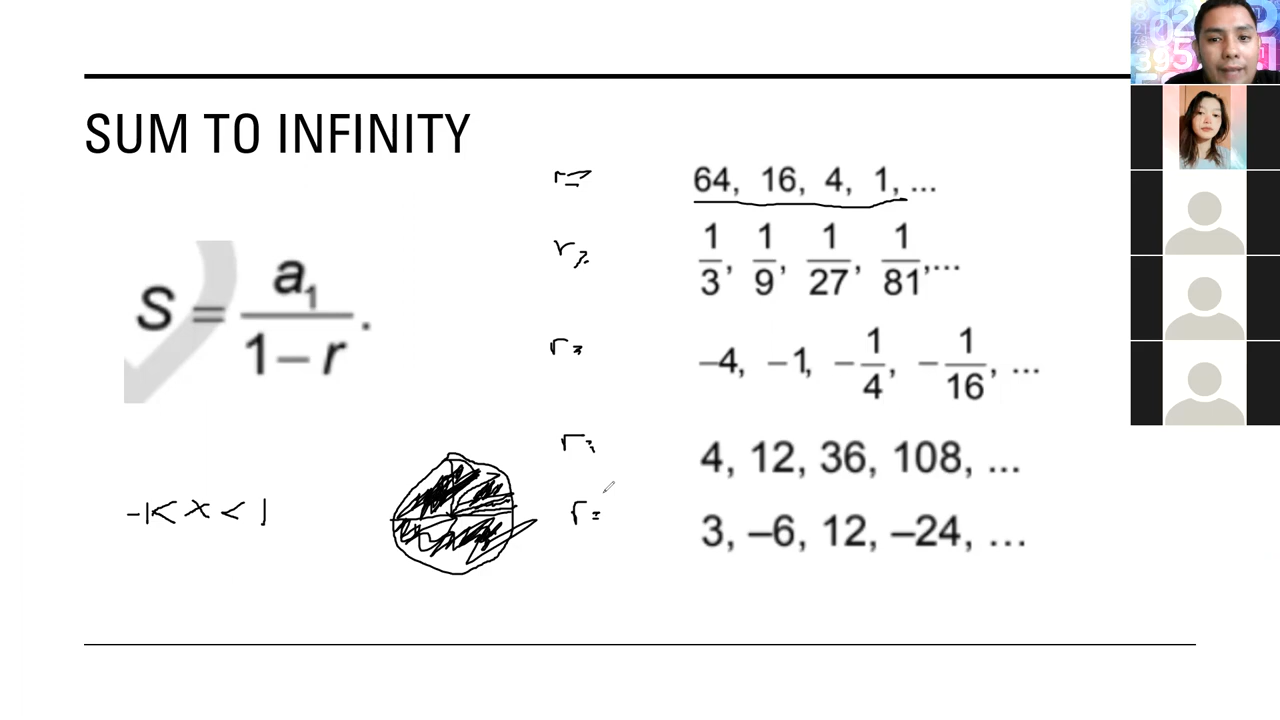 SUM TO INFINITY
r= 64, 16, 4, 1, ...
r= 1/3, 1/9, 1/27, 1/81, ...
S = a₁/(1 – r).
r= –4, –1, –1/4, –1/16, ...
r= 4, 12, 36, 108, ...
-1< x < 1
r= 3, –6, 12, –24, ...